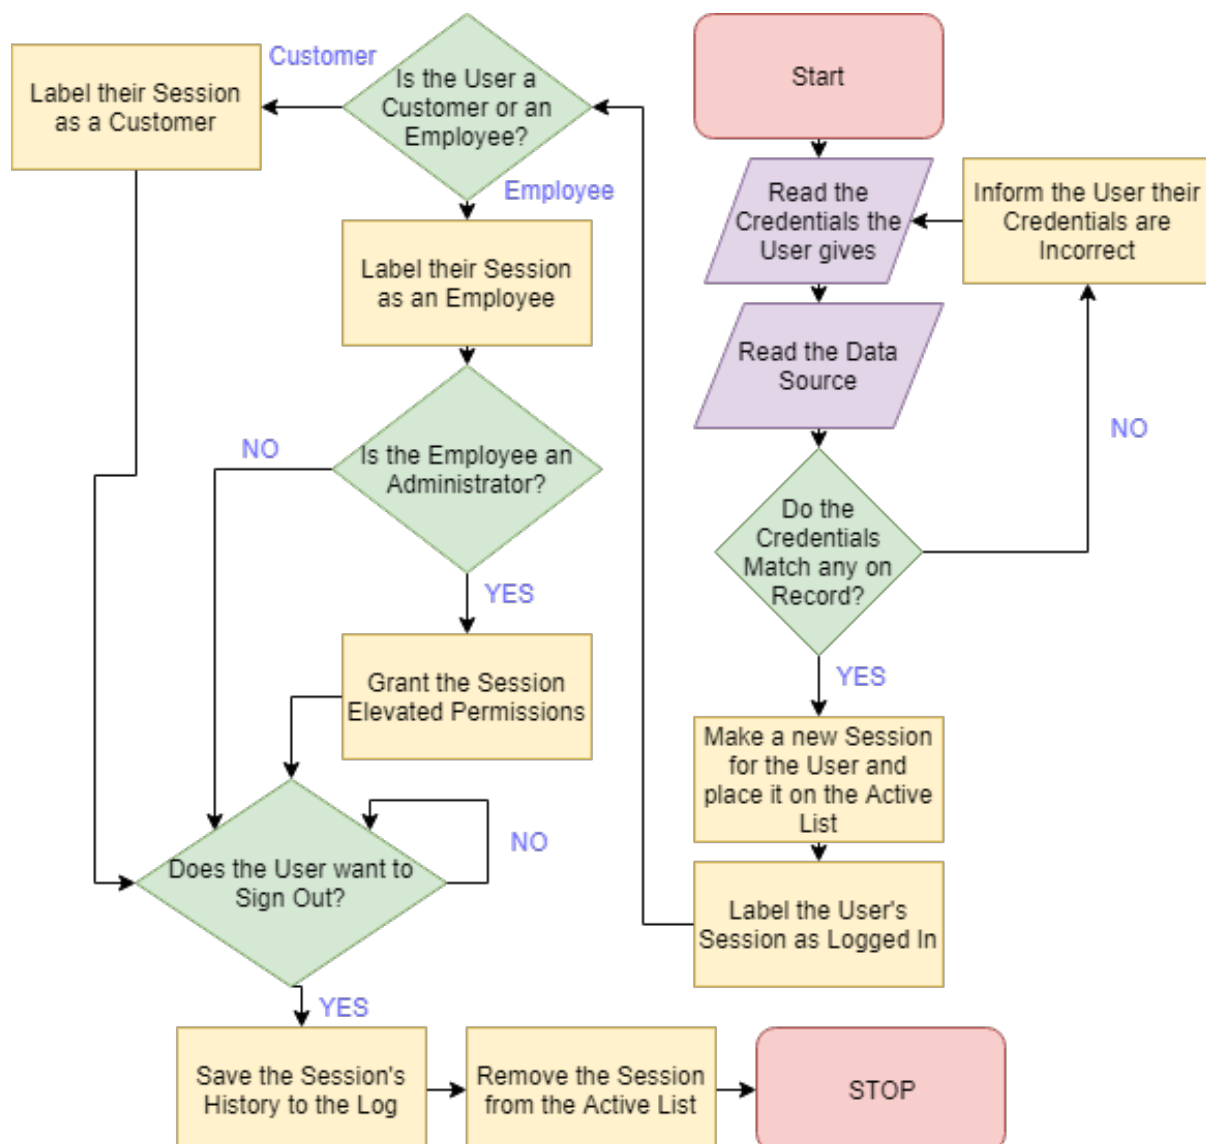 Start
Read the
Credentials the
User gives
Inform the User their
Credentials are
Incorrect
Read the Data
Source
NO
Do the
Credentials
Match any on
Record?
YES
Make a new Session
for the User and
place it on the Active
List
Label the User's
Session as Logged In
Is the User a
Customer or an
Employee?
Customer
Label their Session
as a Customer
Employee
Label their Session
as an Employee
Is the Employee an
Administrator?
NO
YES
Grant the Session
Elevated Permissions
Does the User want to
Sign Out?
NO
YES
Save the Session's
History to the Log
Remove the Session
from the Active List
STOP